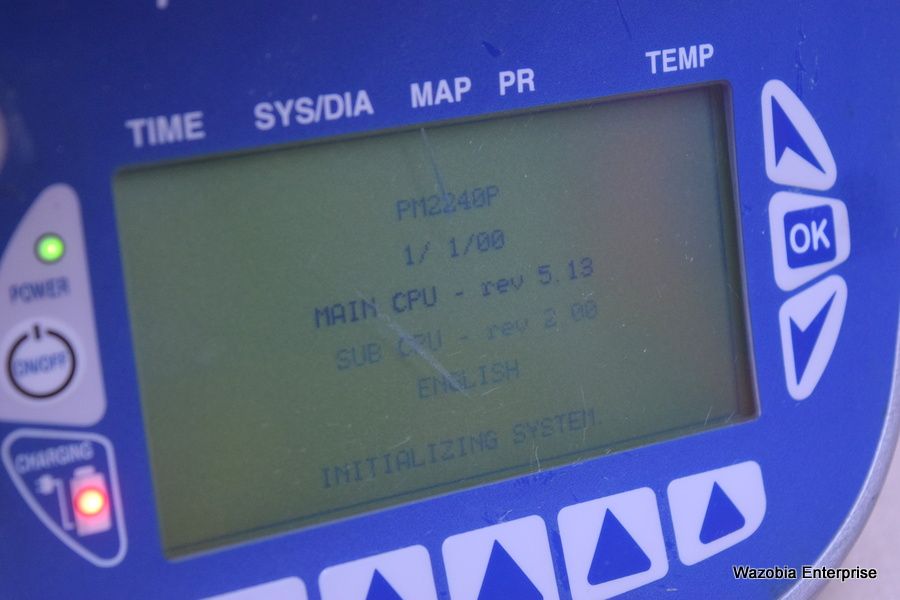 TIME SYS/DIA MAP PR TEMP
PM2240P
1/ 1/00
MAIN CPU - rev 5.13
SUB CPU - rev 2.00
ENGLISH
INITIALIZING SYSTEM.
POWER
ON/OFF
CHARGING
OK
Wazobia Enterprise